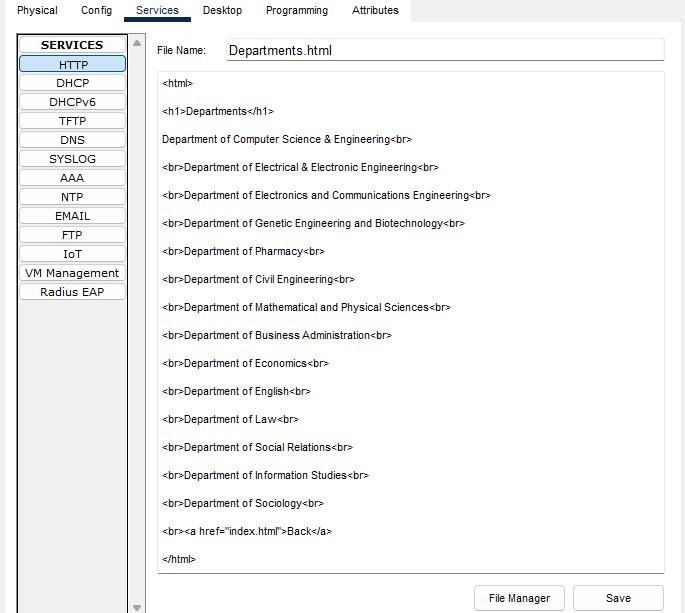 Physical Config Services Desktop Programming Attributes
SERVICES
HTTP
DHCP
DHCPv6
TFTP
DNS
SYSLOG
AAA
NTP
EMAIL
FTP
IoT
VM Management
Radius EAP
File Name: Departments.html
<html>
<h1>Departments</h1>
Department of Computer Science & Engineering<br>
<br>Department of Electrical & Electronic Engineering<br>
<br>Department of Electronics and Communications Engineering<br>
<br>Department of Genetic Engineering and Biotechnology<br>
<br>Department of Pharmacy<br>
<br>Department of Civil Engineering<br>
<br>Department of Mathematical and Physical Sciences<br>
<br>Department of Business Administration<br>
<br>Department of Economics<br>
<br>Department of English<br>
<br>Department of Law<br>
<br>Department of Social Relations<br>
<br>Department of Information Studies<br>
<br>Department of Sociology<br>
<br><a href="index.html">Back</a>
</html>
File Manager Save